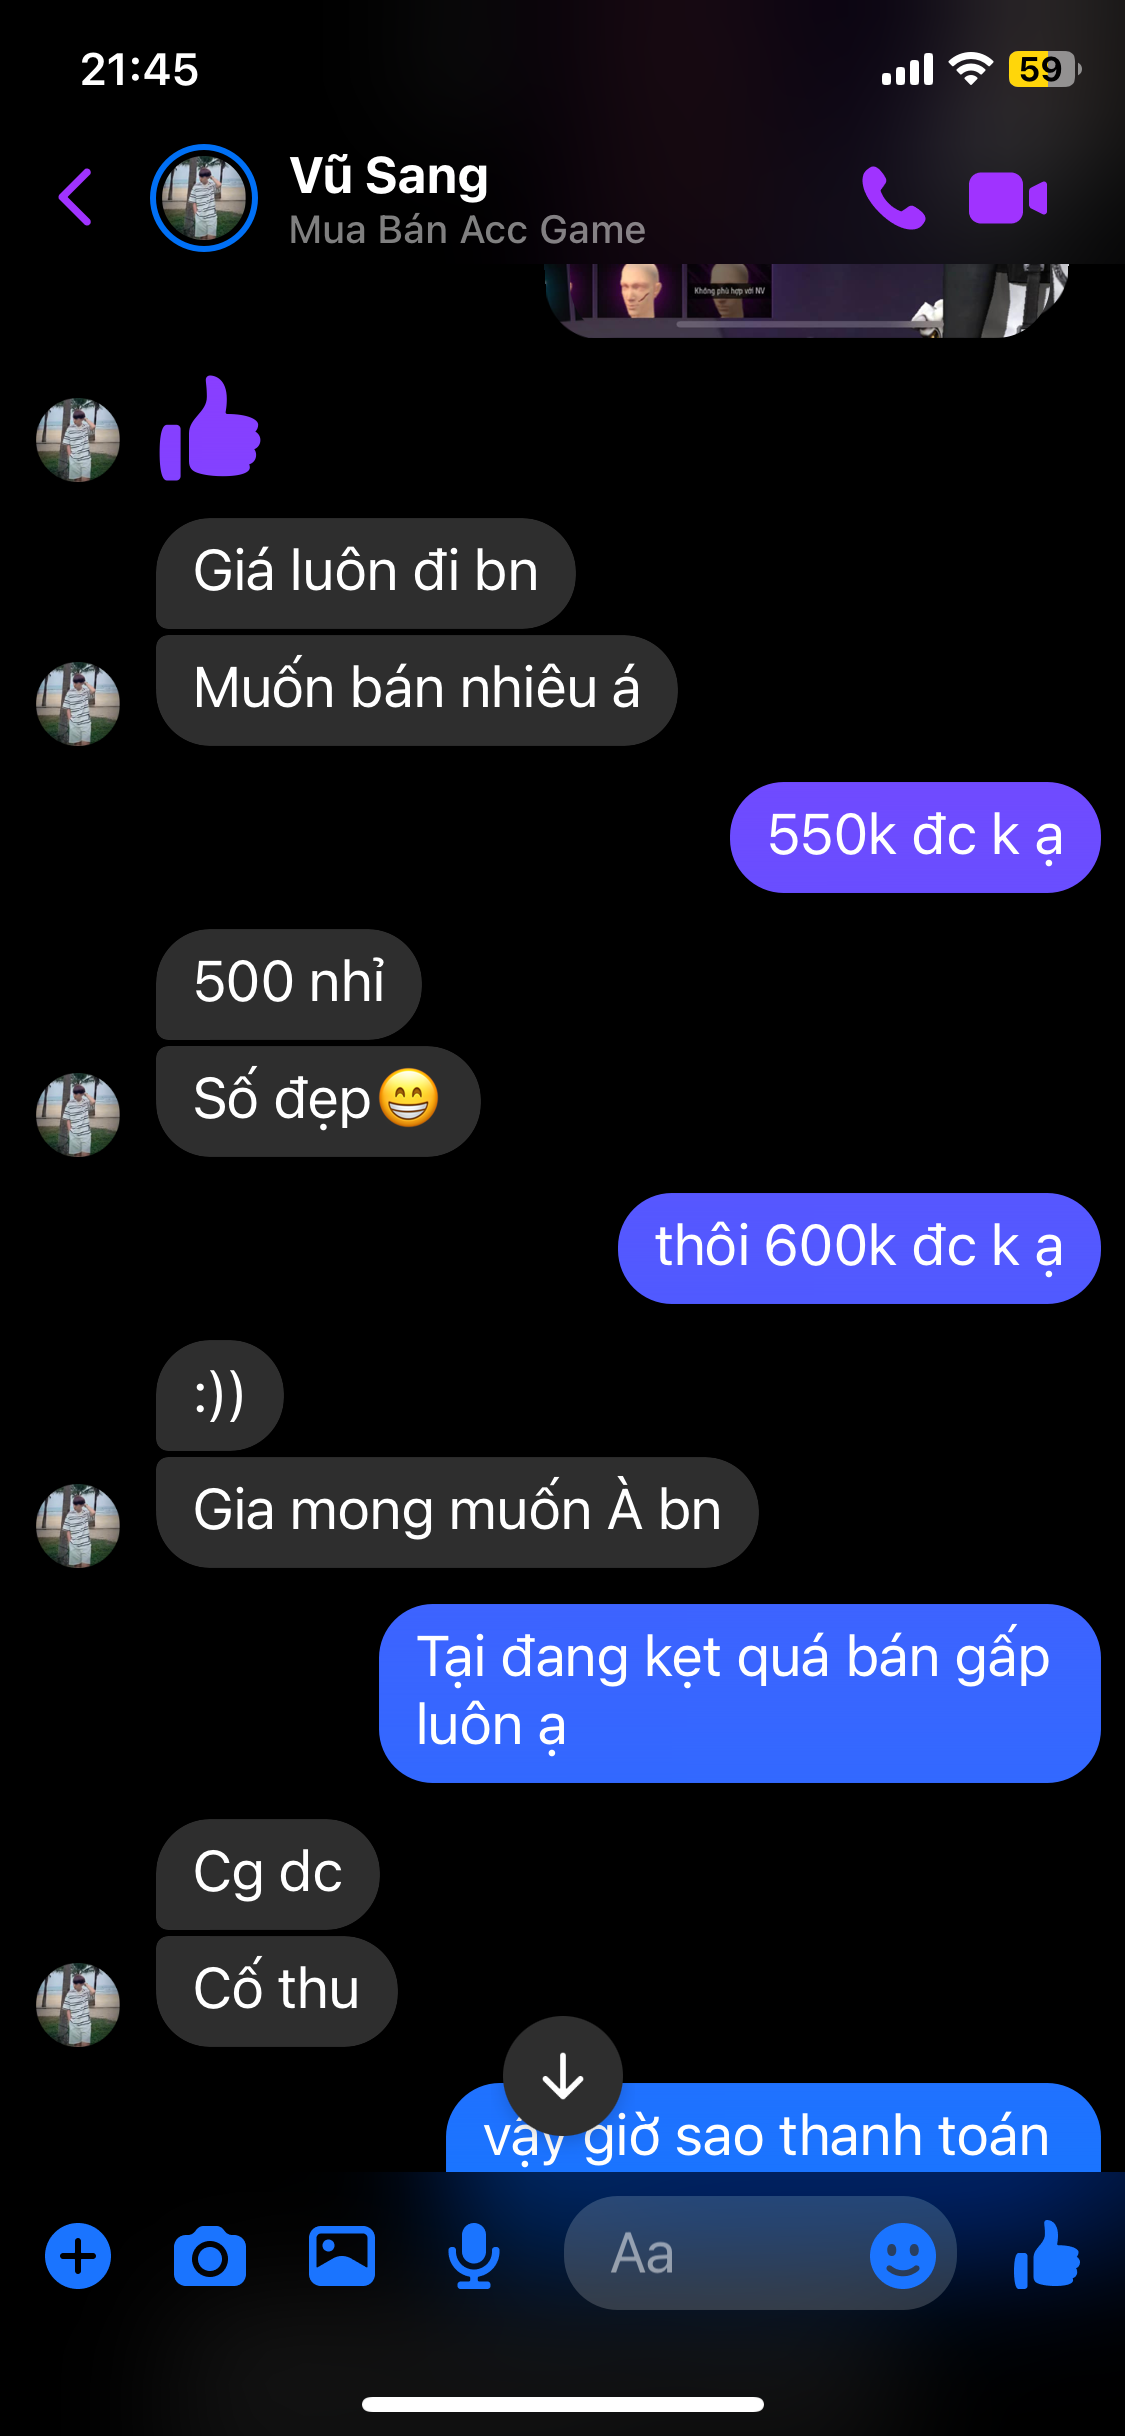 21:45
59
Vũ Sang
Mua Bán Acc Game
Không phù hợp với NV
Giá luôn đi bn
Muốn bán nhiêu á
550k đc k ạ
500 nhỉ
Số đẹp😁
thôi 600k đc k ạ
:))
Gia mong muốn À bn
Tại đang kẹt quá bán gấp
luôn ạ
Cg dc
Cố thu
vậy giờ sao thanh toán
Aa